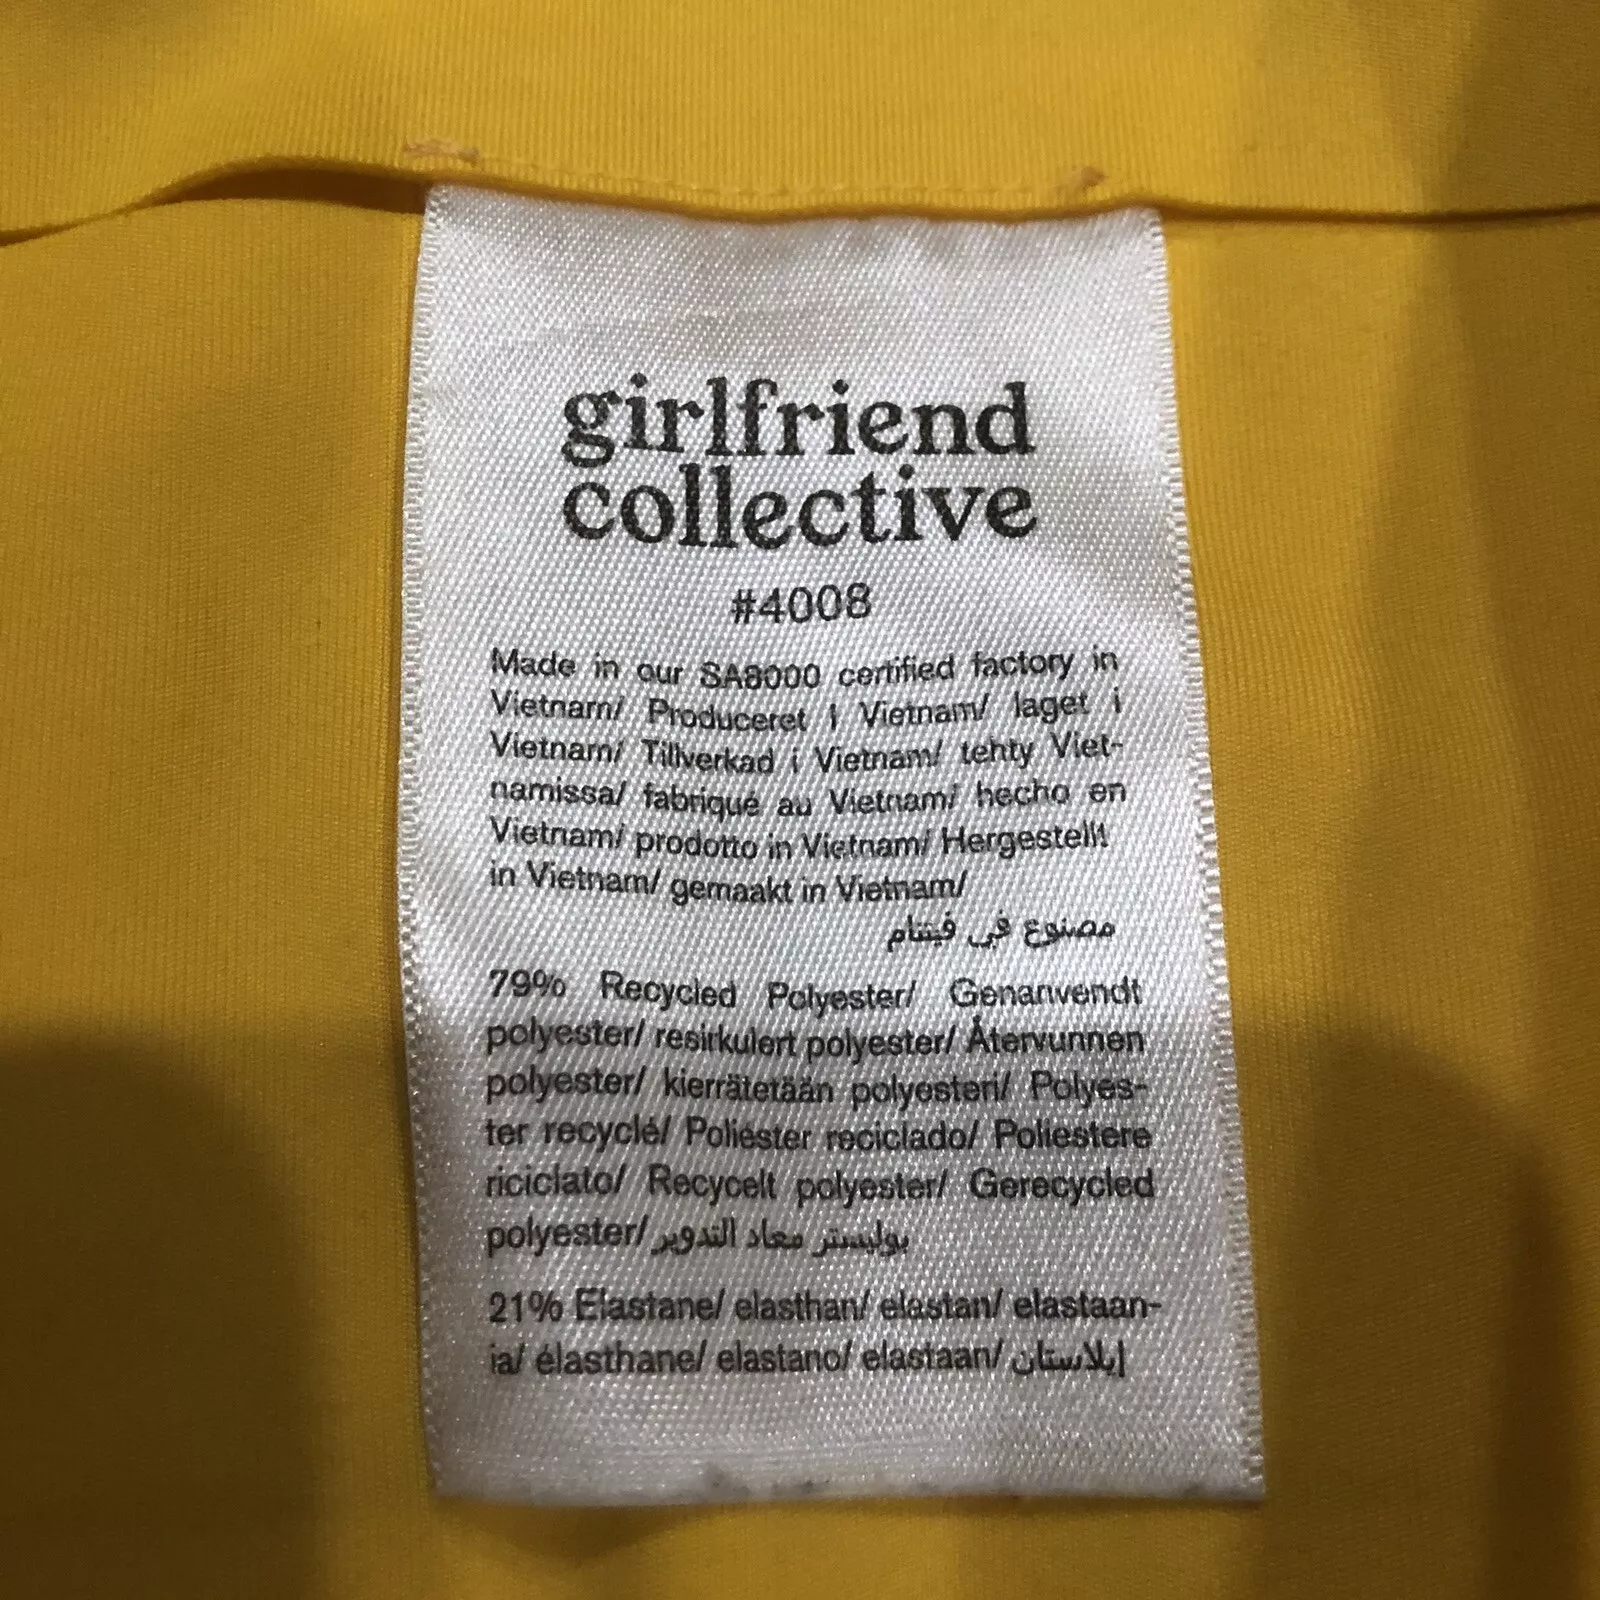 girlfriend
collective
#4008
Made in our SA8000 certified factory in
Vietnam/ Produceret i Vietnam/ laget i
Vietnam/ Tillverkad i Vietnam/ tehty Viet-
namissa/ fabriqué au Vietnam/ hecho en
Vietnam/ prodotto in Vietnam/ Hergestellt
in Vietnam/ gemaakt in Vietnam/
مصنوع في فيتنام
79% Recycled Polyester/ Genanvendt
polyester/ resirkulert polyester/ Återvunnen
polyester/ kierrätetään polyesteri/ Polyes-
ter recyclé/ Poliéster reciclado/ Poliestere
riciclato/ Recycelt polyester/ Gerecycled
polyester/ بوليستر معاد التدوير
21% Elastane/ elasthan/ elastan/ elastaan-
ia/ élasthane/ elastano/ elastaan/ إيلاستان